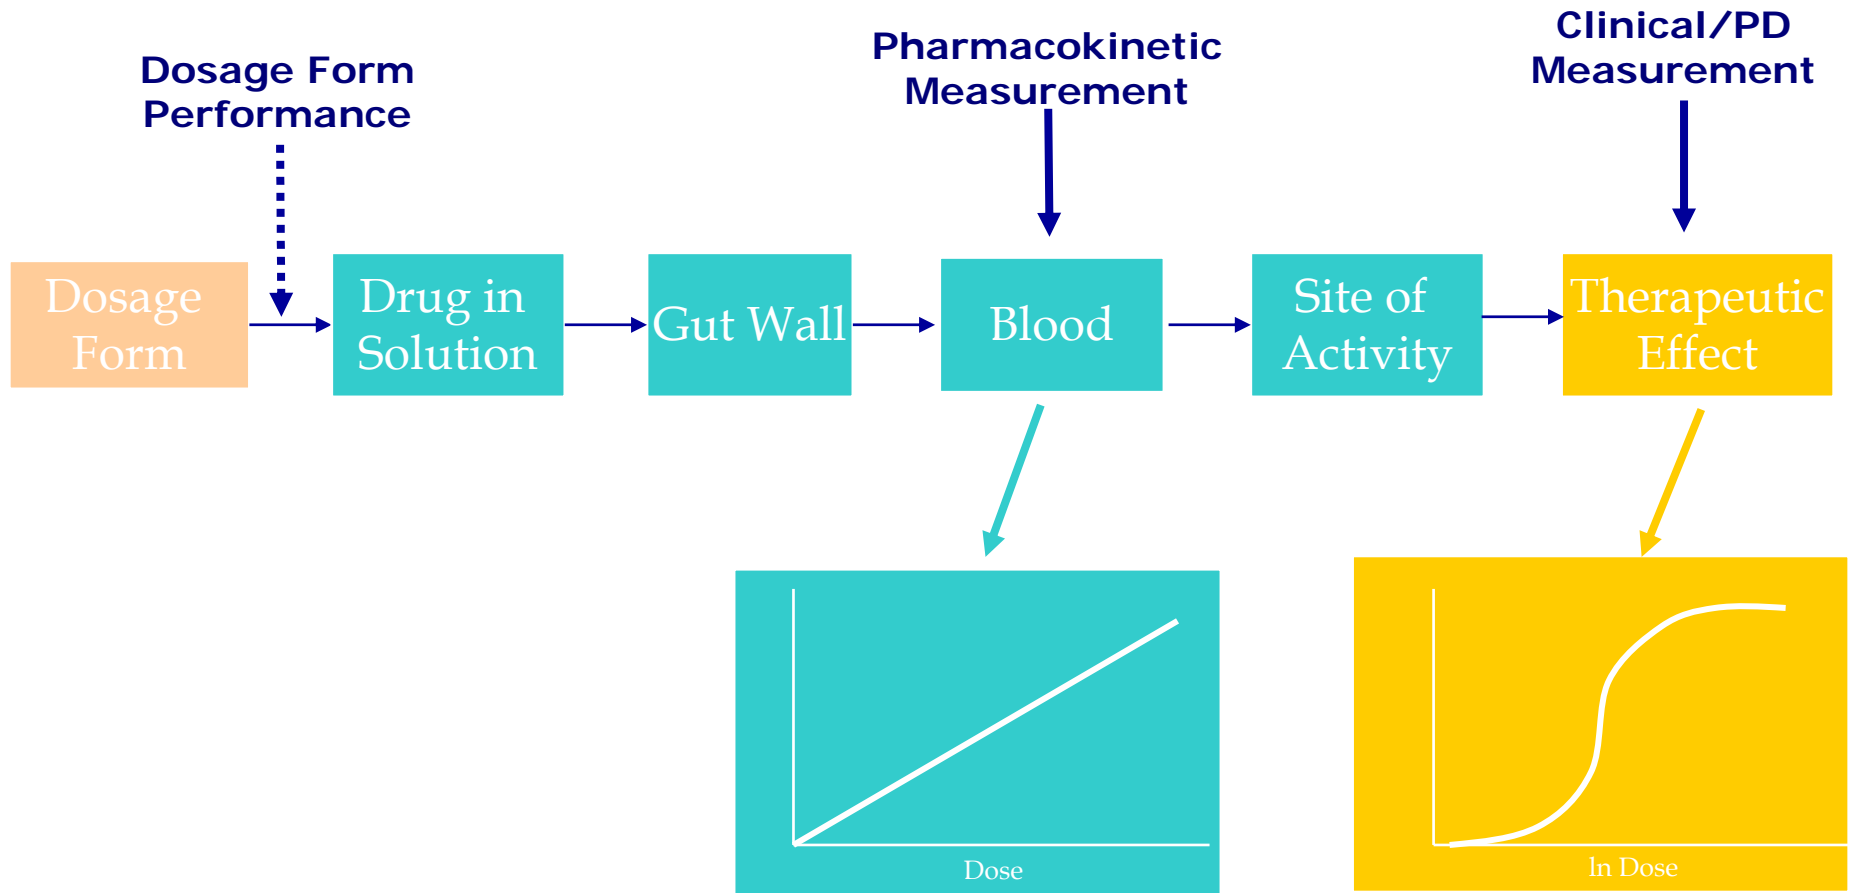 Dosage Form
Performance
Pharmacokinetic
Measurement
Clinical/PD
Measurement
Dosage
Form
Drug in
Solution
Gut Wall
Blood
Site of
Activity
Therapeutic
Effect
Dose
ln Dose